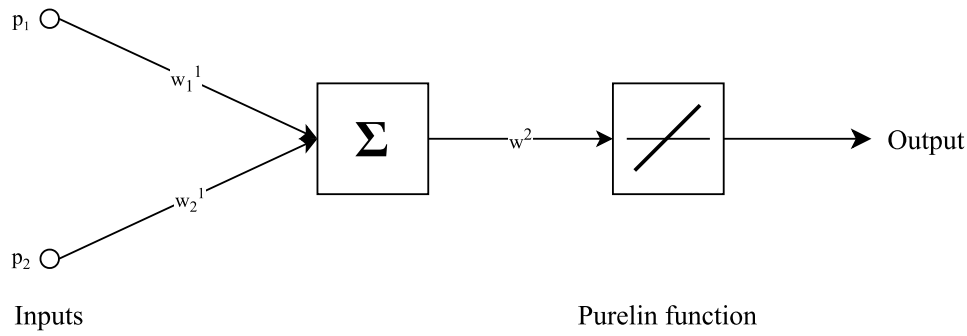 p₁
w₁¹
Σ
w²
Output
w₂¹
p₂
Inputs
Purelin function